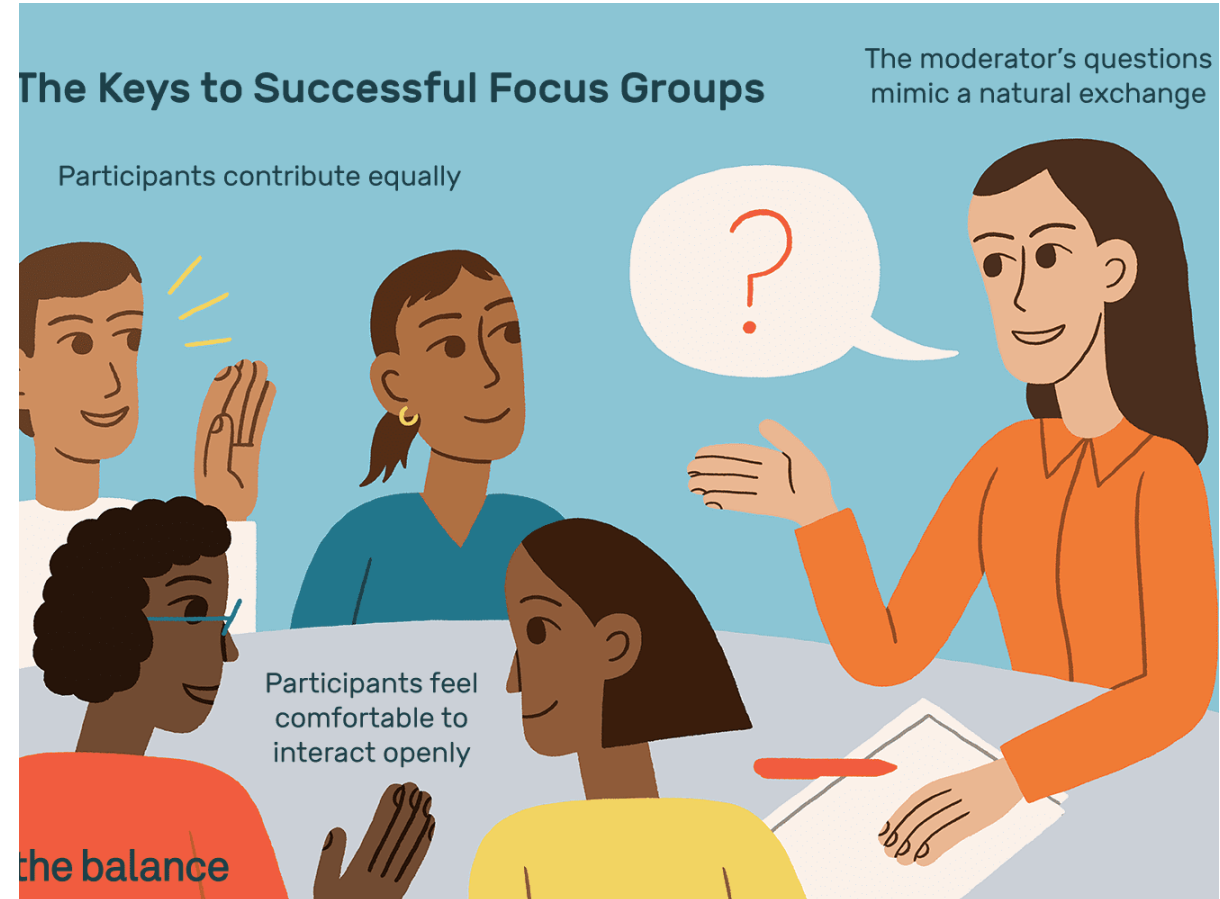 The Keys to Successful Focus Groups
The moderator's questions
mimic a natural exchange
Participants contribute equally
?
Participants feel
comfortable to
interact openly
the balance